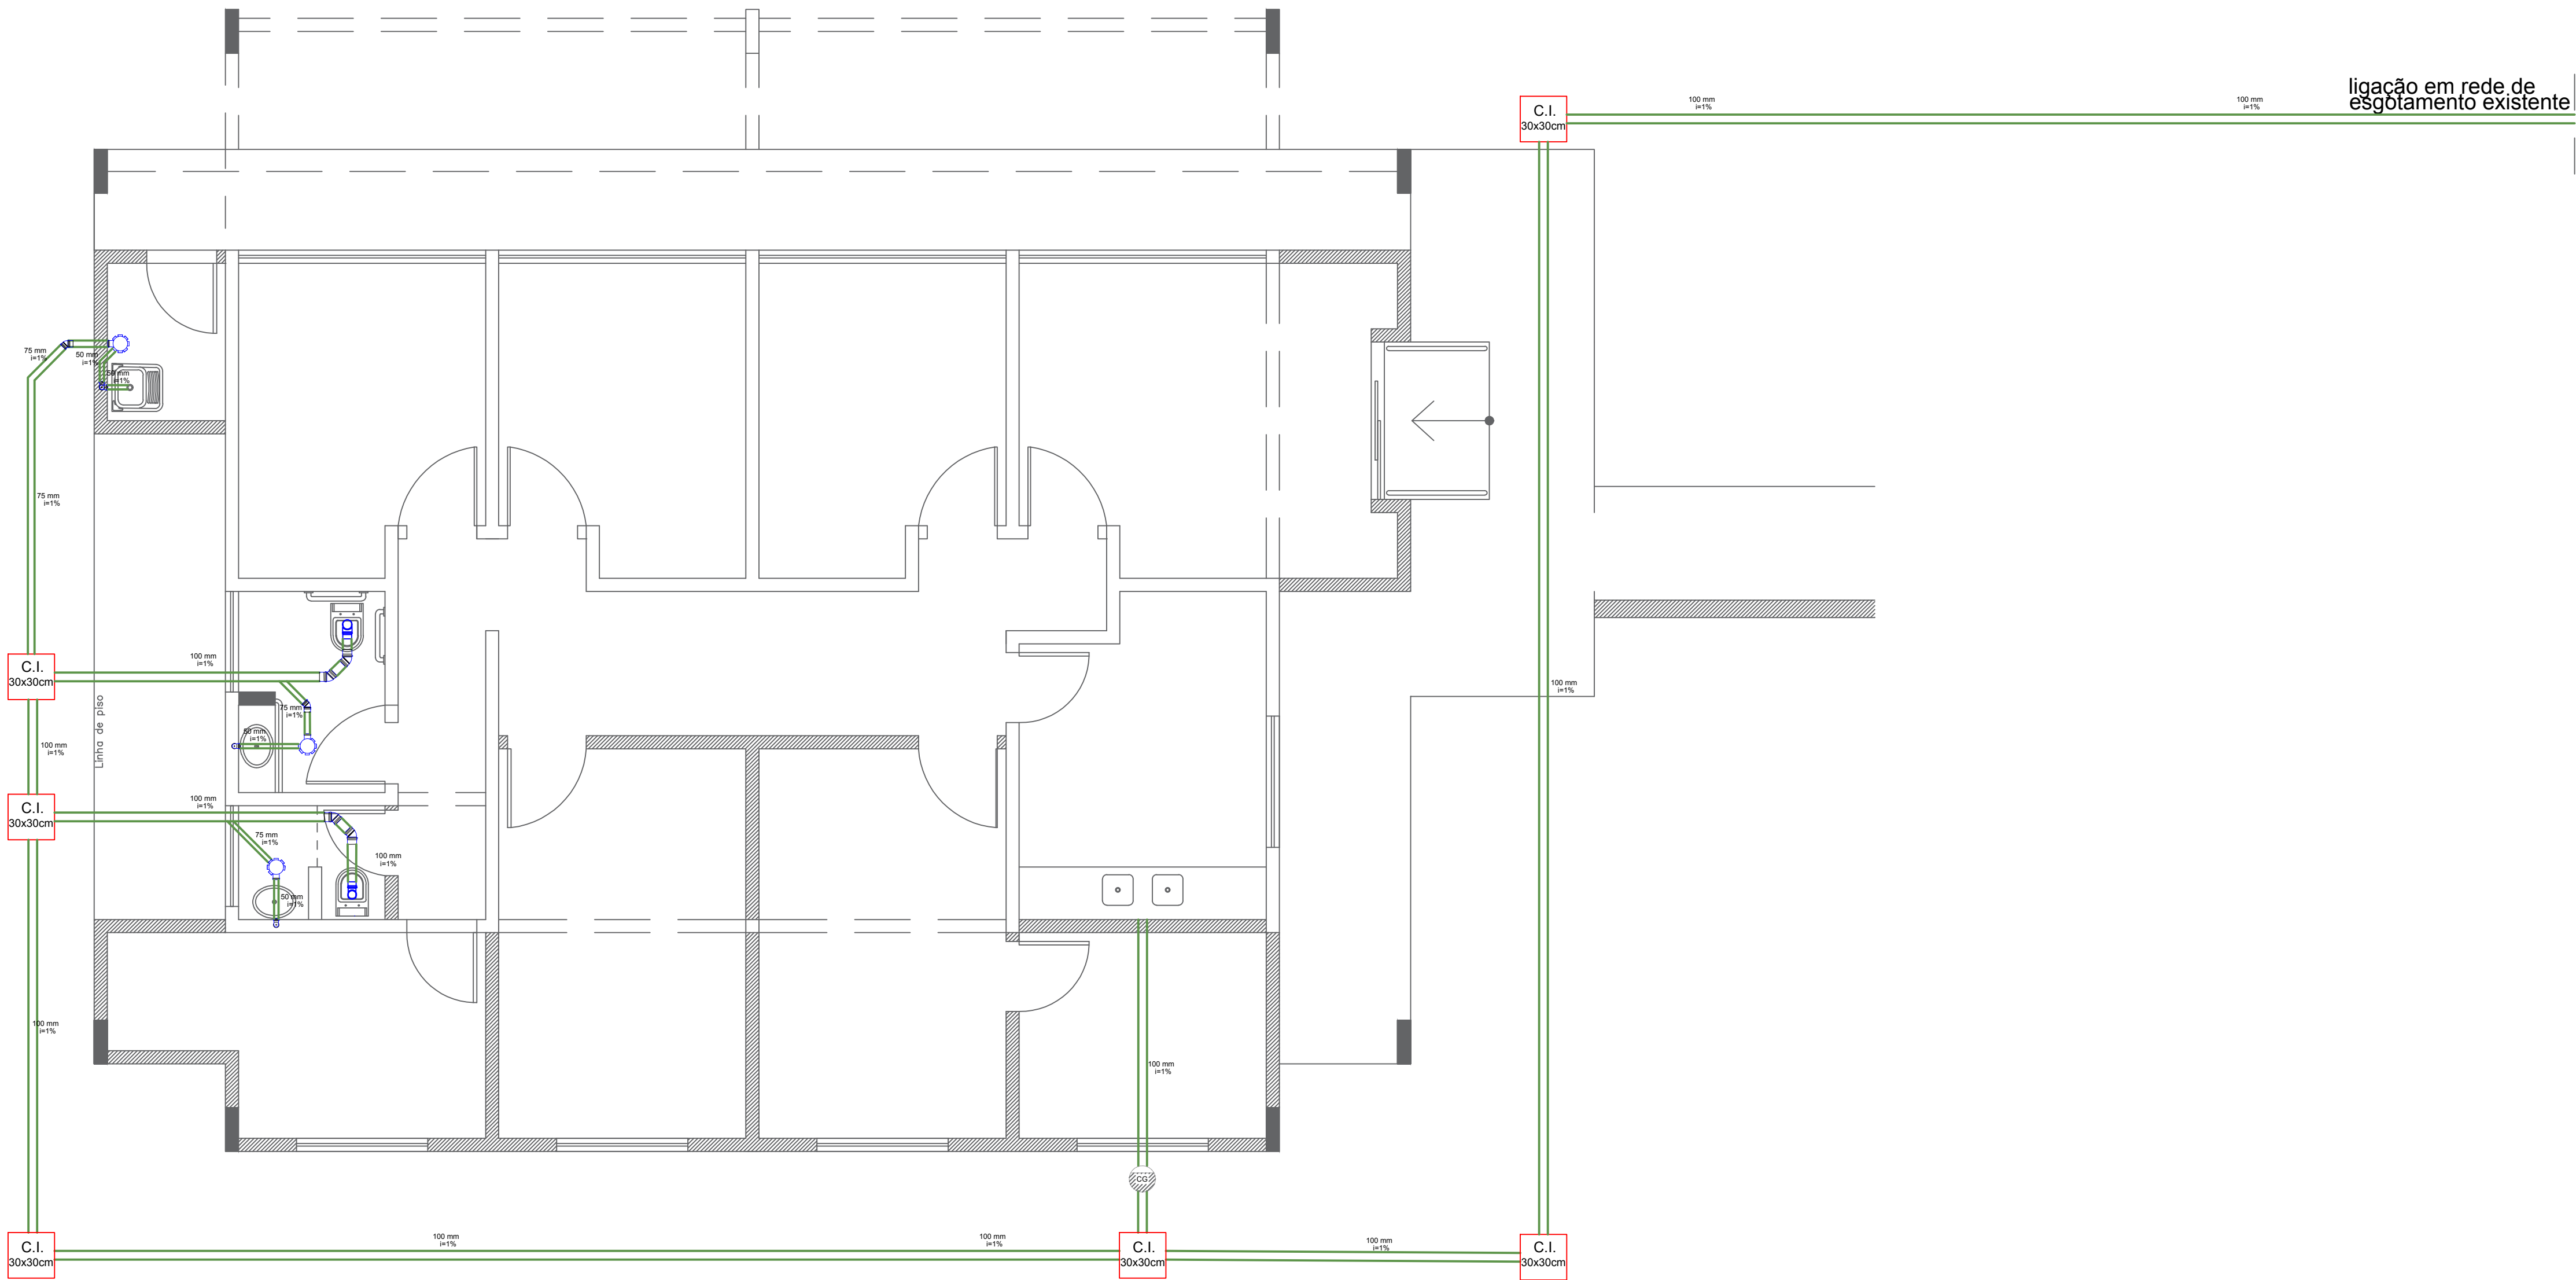 ligação em rede de
esgotamento existente
100 mm
i=1%
100 mm
i=1%
C.I.
30x30cm
75 mm
i=1%
50 mm
i=1%
50 mm
i=1%
75 mm
i=1%
C.I.
30x30cm
100 mm
i=1%
100 mm
i=1%
75 mm
i=1%
50 mm
i=1%
100 mm
i=1%
Linha de piso
C.I.
30x30cm
100 mm
i=1%
75 mm
i=1%
100 mm
i=1%
50 mm
i=1%
100 mm
i=1%
100 mm
i=1%
CG
C.I.
30x30cm
100 mm
i=1%
100 mm
i=1%
C.I.
30x30cm
100 mm
i=1%
C.I.
30x30cm